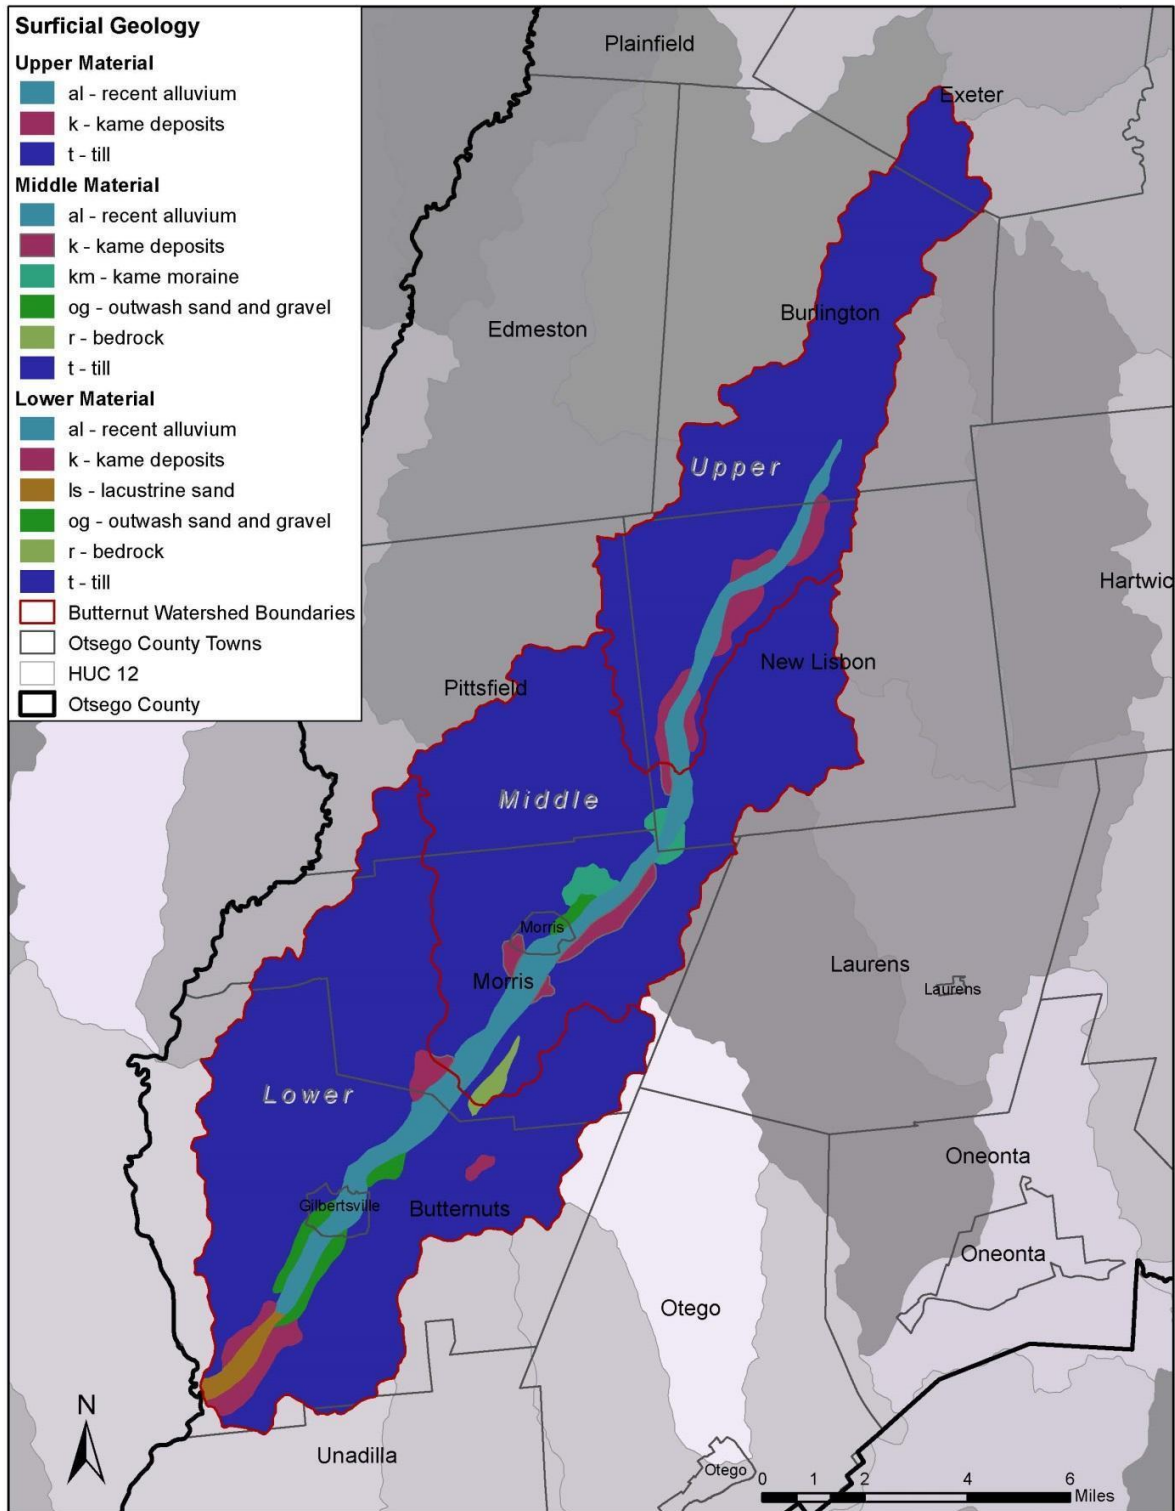 Surficial Geology
Upper Material
al - recent alluvium
k - kame deposits
t - till
Middle Material
al - recent alluvium
k - kame deposits
km - kame moraine
og - outwash sand and gravel
r - bedrock
t - till
Lower Material
al - recent alluvium
k - kame deposits
ls - lacustrine sand
og - outwash sand and gravel
r - bedrock
t - till
Butternut Watershed Boundaries
Otsego County Towns
HUC 12
Otsego County
Plainfield
Exeter
Burlington
Edmeston
Upper
Hartwic
New Lisbon
Pittsfield
Middle
Morris
Laurens
Morris
Laurens
Lower
Oneonta
Gilbertsville
Butternuts
Oneonta
Otego
N
Unadilla
Otego
0 1 2 4 6
Miles